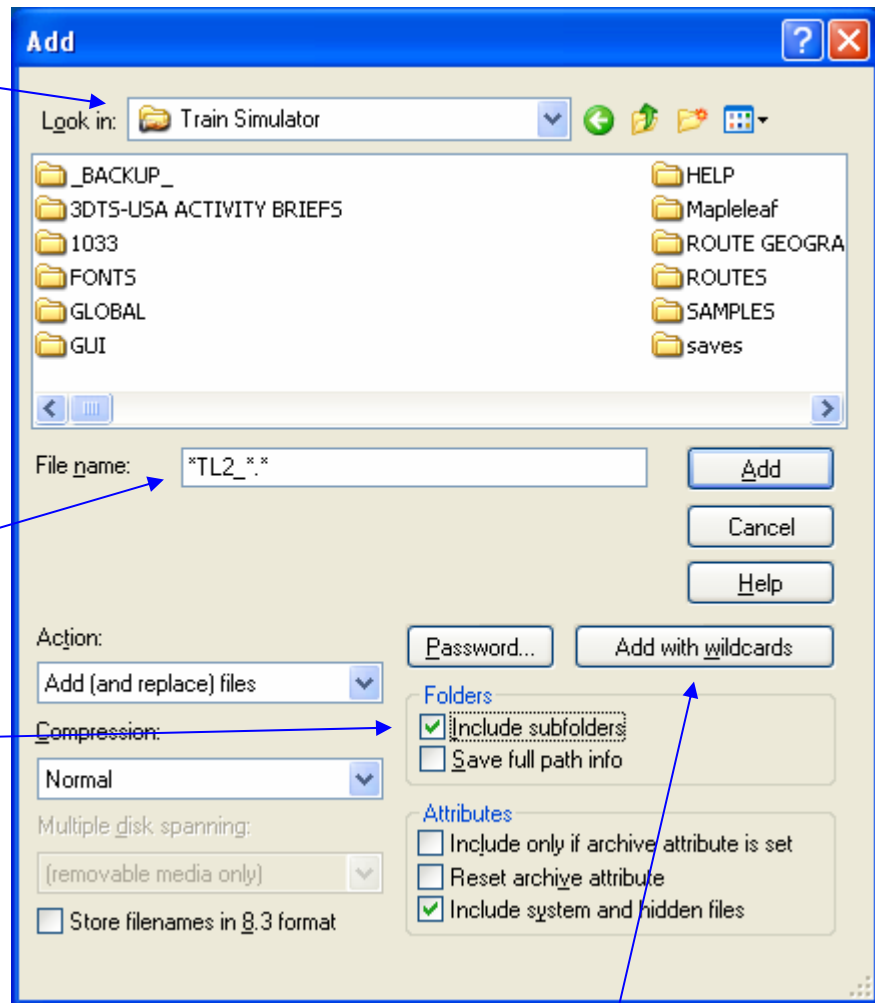 Add
Look in: Train Simulator
_BACKUP_
3DTS-USA ACTIVITY BRIEFS
1033
FONTS
GLOBAL
GUI
HELP
Mapleleaf
ROUTE GEOGRA
ROUTES
SAMPLES
saves
File name: *TL2_*.*
Add
Cancel
Help
Action:
Add (and replace) files
Compression:
Normal
Multiple disk spanning:
(removable media only)
Store filenames in 8.3 format
Password...
Add with wildcards
Folders
Include subfolders
Save full path info
Attributes
Include only if archive attribute is set
Reset archive attribute
Include system and hidden files